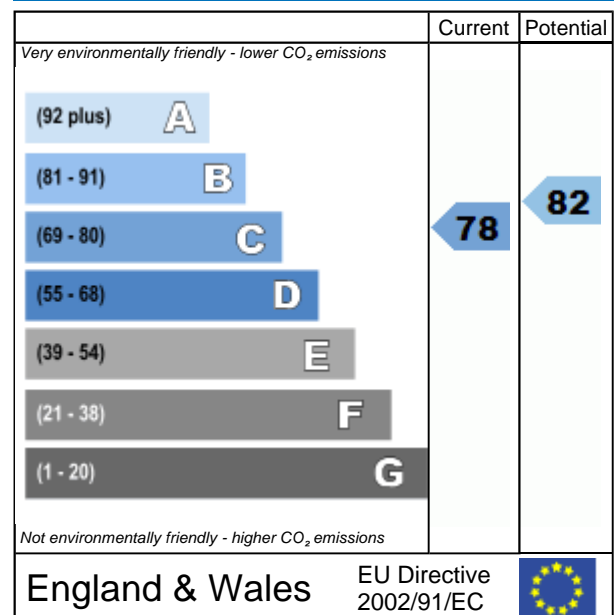 Current Potential
Very environmentally friendly - lower CO₂ emissions
(92 plus) A
(81 - 91) B
(69 - 80) C
(55 - 68) D
(39 - 54) E
(21 - 38) F
(1 - 20) G
78
82
Not environmentally friendly - higher CO₂ emissions
England & Wales
EU Directive
2002/91/EC